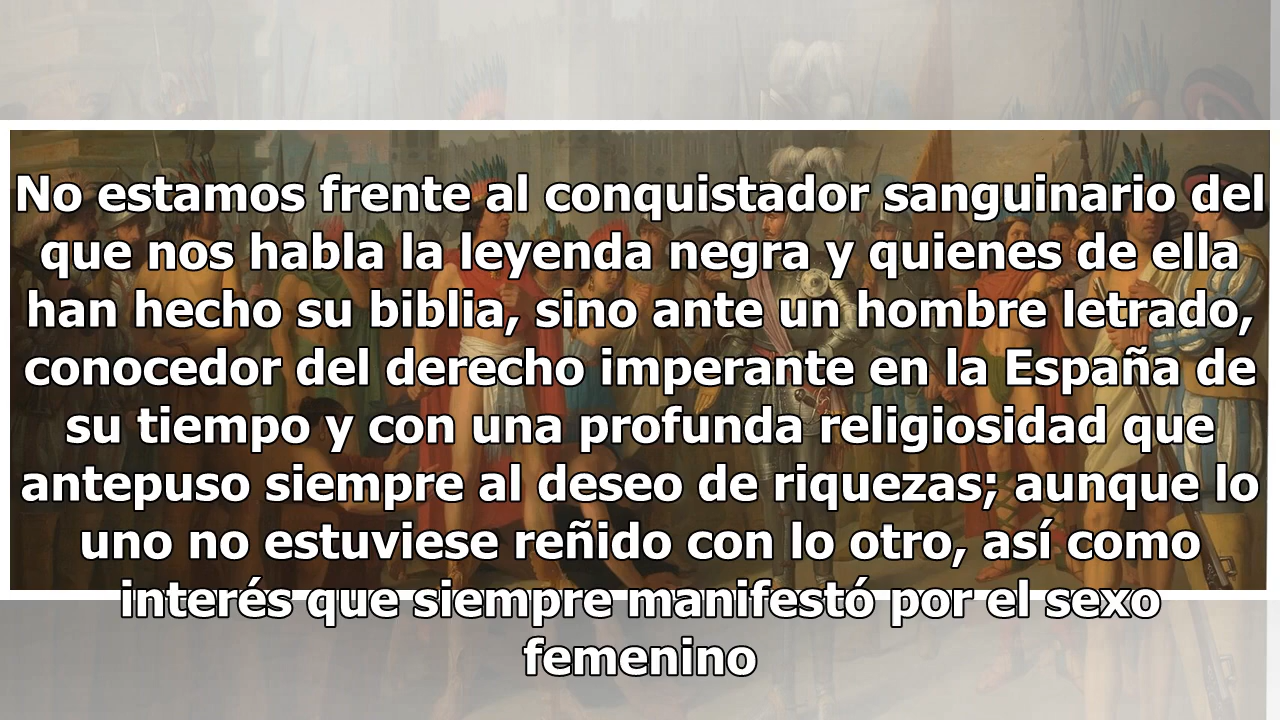 No estamos frente al conquistador sanguinario del
que nos habla la leyenda negra y quienes de ella
han hecho su biblia, sino ante un hombre letrado,
conocedor del derecho imperante en la España de
su tiempo y con una profunda religiosidad que
antepuso siempre al deseo de riquezas; aunque lo
uno no estuviese reñido con lo otro, así como
interés que siempre manifestó por el sexo
femenino